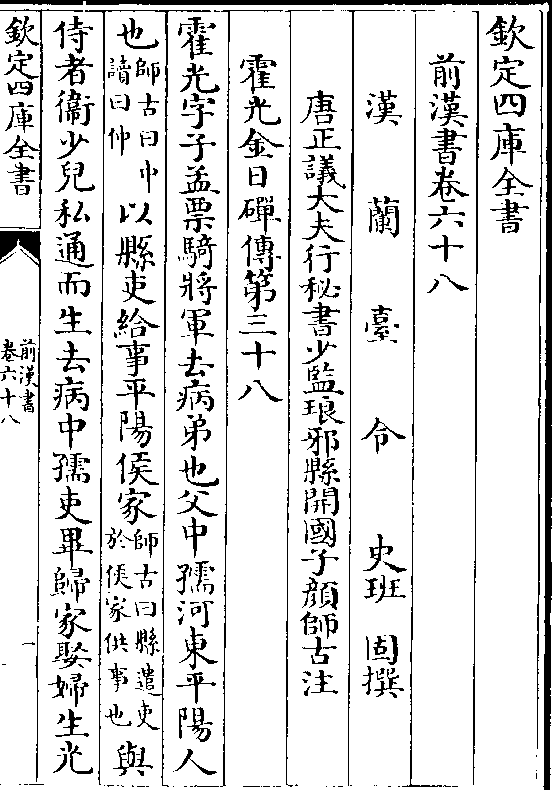 欽定四庫全書
前漢書卷六十八
漢蘭臺令史班固撰
唐正議大夫行秘書少監琅邪縣開國子顔師古注
霍光金日磾傳第三十八
霍光字子孟票騎將軍去病弟也父中孺河東平陽人
也師古曰中讀曰仲以縣吏給事平陽侯家師古曰縣遣吏於侯家供事也與
侍者衞少兒私通而生去病中孺吏畢歸家娶婦生光
欽定四庫全書
前漢書
卷六十八
一